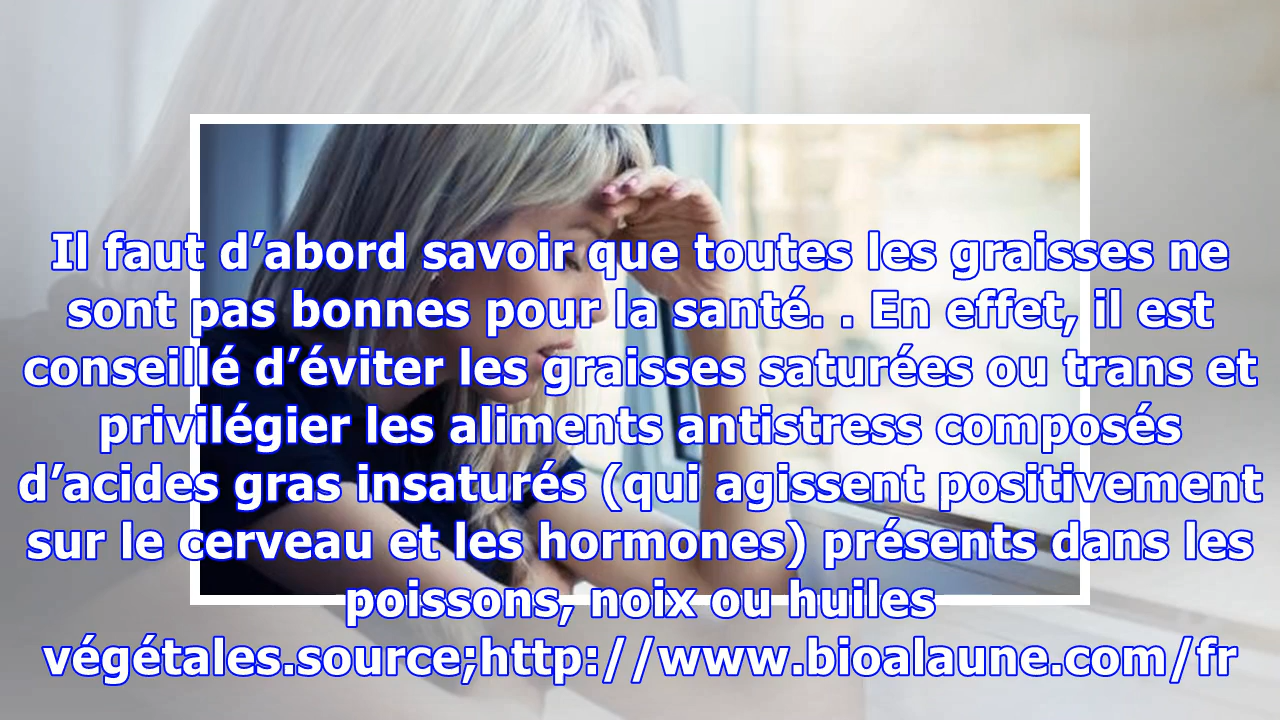 Il faut d’abord savoir que toutes les graisses ne
sont pas bonnes pour la santé. . En effet, il est
conseillé d’éviter les graisses saturées ou trans et
privilégier les aliments antistress composés
d’acides gras insaturés (qui agissent positivement
sur le cerveau et les hormones) présents dans les
poissons, noix ou huiles
végétales.source;http://www.bioalaune.com/fr